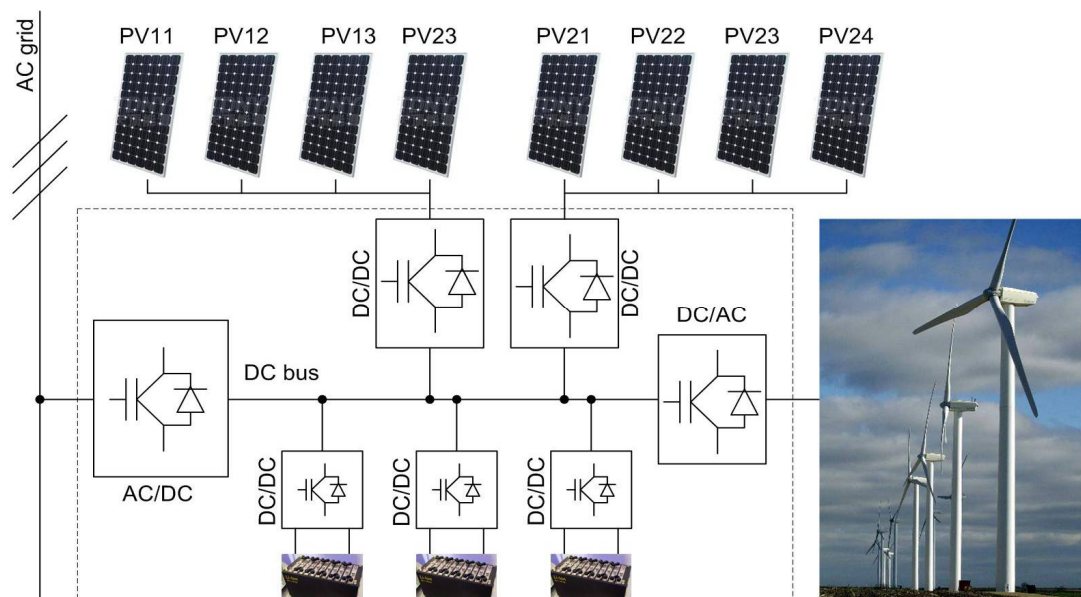 AC grid
PV11 PV12 PV13 PV23 PV21 PV22 PV23 PV24
DC/DC
DC/DC
DC/AC
DC bus
AC/DC
DC/DC
DC/DC
DC/DC